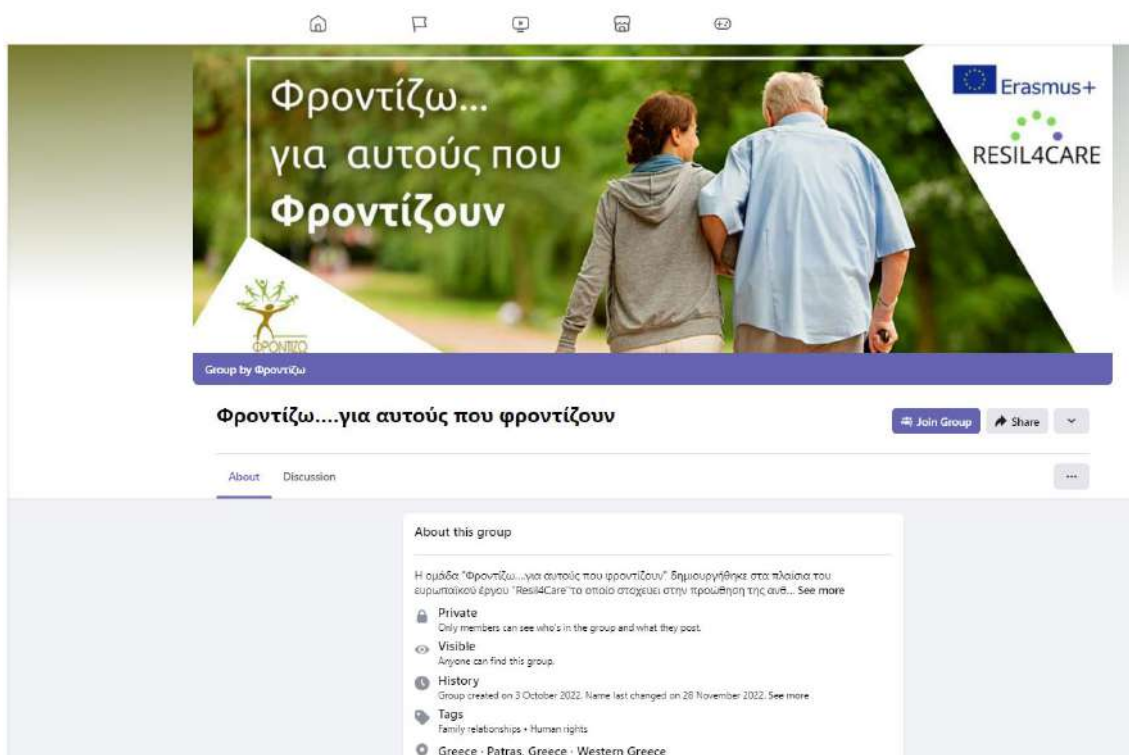 Φροντίζω...
για αυτούς που
Φροντίζουν
Erasmus+
RESIL4CARE
ΦΡΟΝΤΙΖΩ
Group by Φροντίζω
Φροντίζω....για αυτούς που φροντίζουν
Join Group
Share
About
Discussion
About this group
Η ομάδα "Φροντίζω....για αυτούς που φροντίζουν" δημιουργήθηκε στα πλαίσια του
ευρωπαϊκού έργου "Resil4Care" το οποίο στοχεύει στην προώθηση της ανθ... See more
Private
Only members can see who's in the group and what they post.
Visible
Anyone can find this group.
History
Group created on 3 October 2022. Name last changed on 28 November 2022. See more
Tags
Family relationships • Human rights
Greece · Patras, Greece · Western Greece